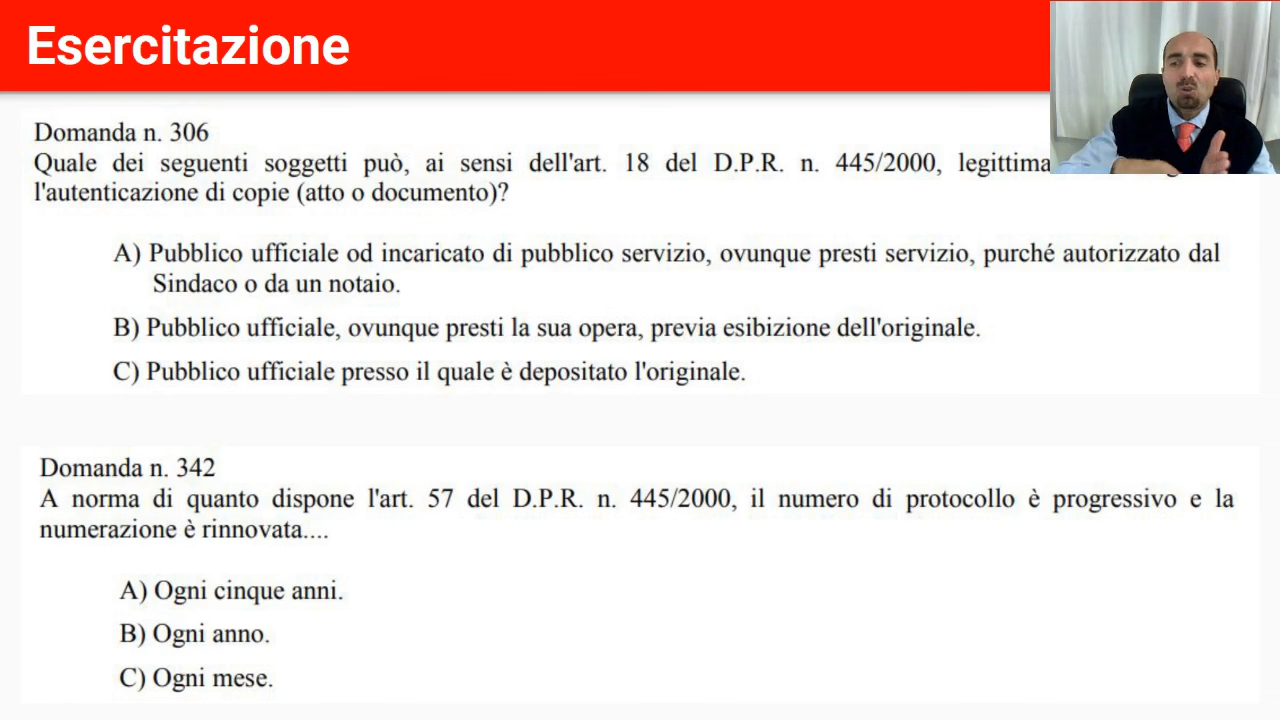 Esercitazione
Domanda n. 306
Quale dei seguenti soggetti può, ai sensi dell'art. 18 del D.P.R. n. 445/2000, legittima
l'autenticazione di copie (atto o documento)?
A) Pubblico ufficiale od incaricato di pubblico servizio, ovunque presti servizio, purché autorizzato dal
Sindaco o da un notaio.
B) Pubblico ufficiale, ovunque presti la sua opera, previa esibizione dell'originale.
C) Pubblico ufficiale presso il quale è depositato l'originale.
Domanda n. 342
A norma di quanto dispone l'art. 57 del D.P.R. n. 445/2000, il numero di protocollo è progressivo e la
numerazione è rinnovata....
A) Ogni cinque anni.
B) Ogni anno.
C) Ogni mese.